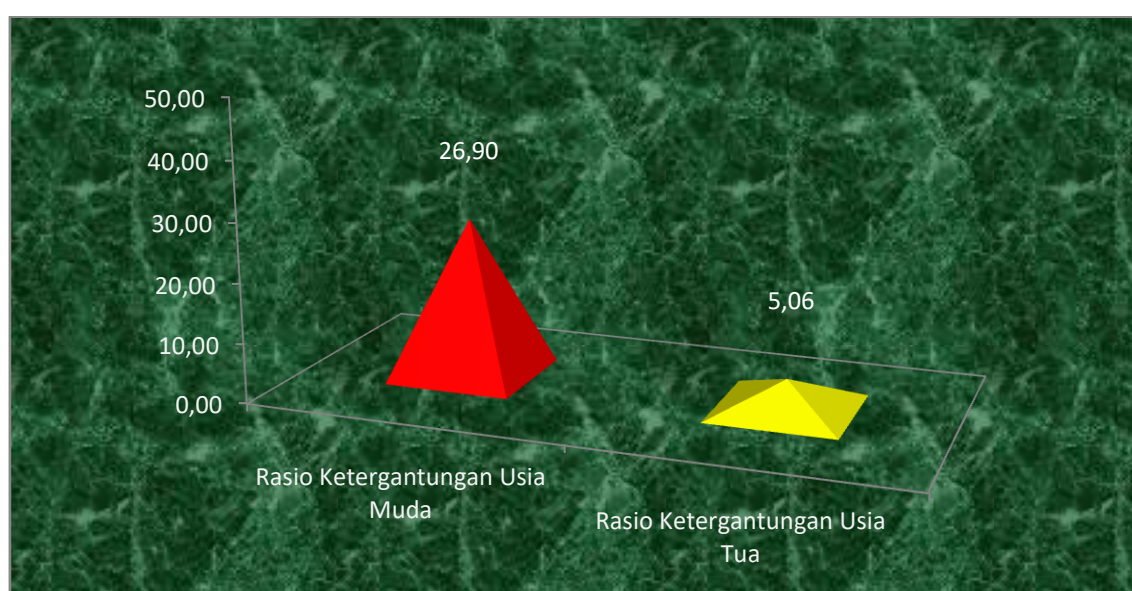 50,00
40,00
30,00
20,00
10,00
0,00
26,90
5,06
Rasio Ketergantungan Usia
Muda
Rasio Ketergantungan Usia
Tua